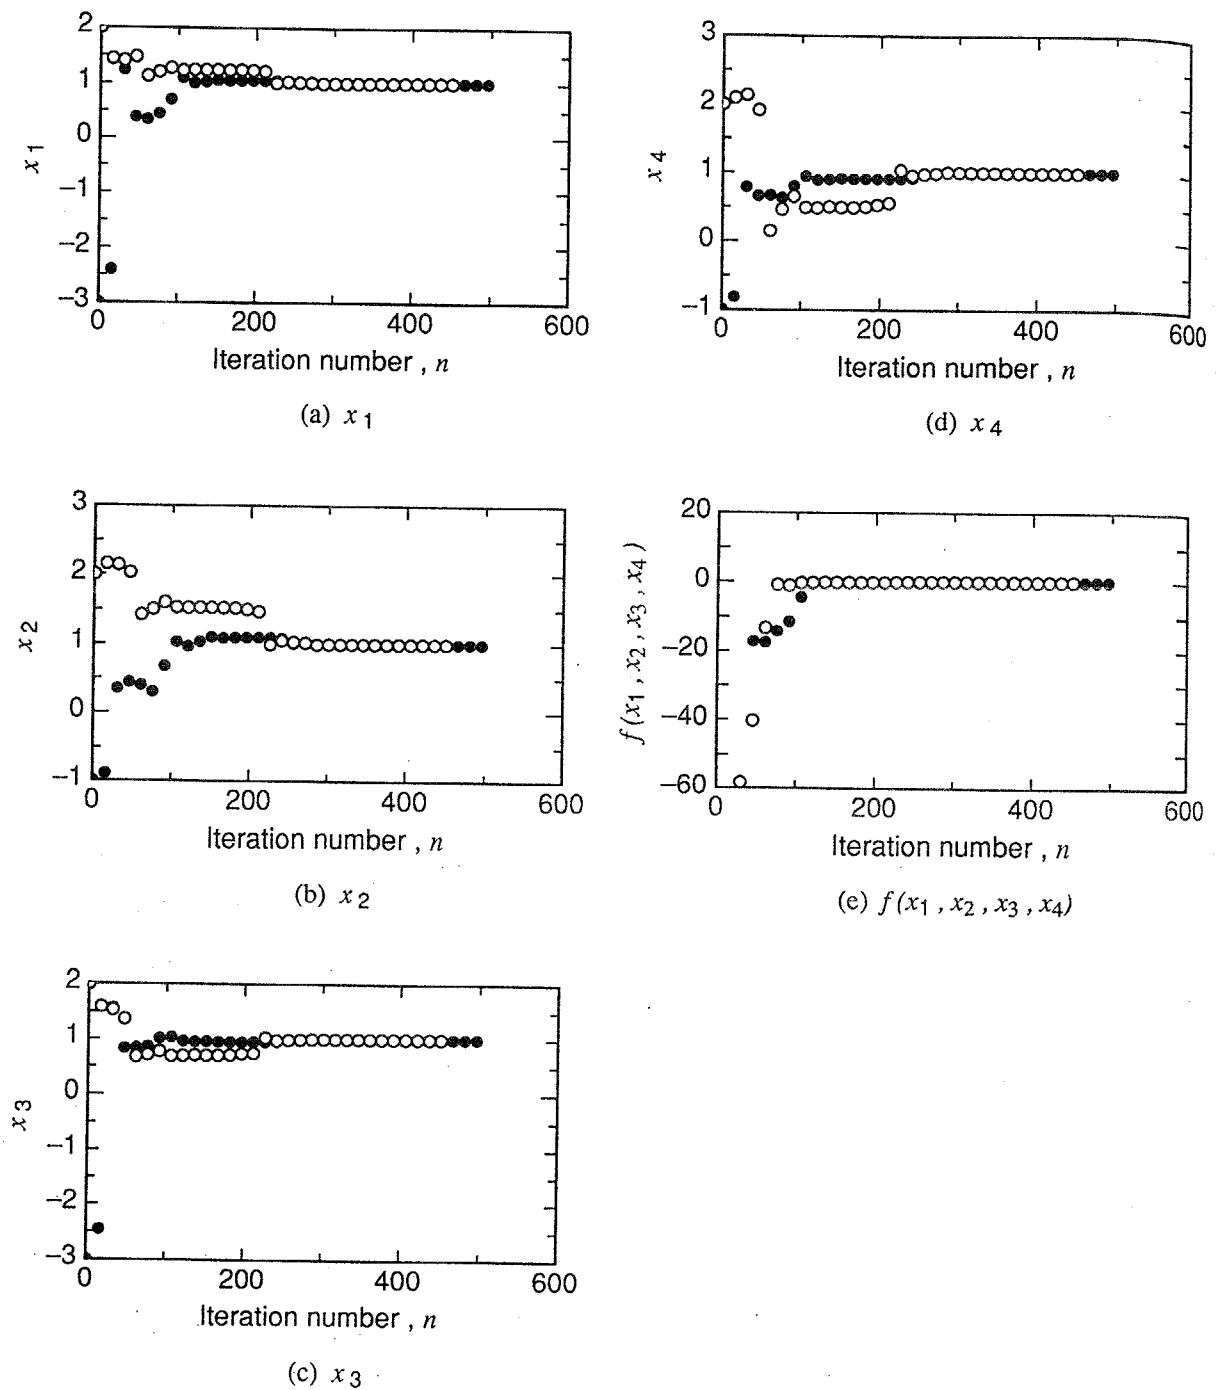 2
1
0
−1
−2
−3
x1
0 200 400 600
Iteration number , n
(a) x1
3
2
1
0
−1
x4
0 200 400 600
Iteration number , n
(d) x4
3
2
1
0
−1
x2
0 200 400 600
Iteration number , n
(b) x2
20
0
−20
−40
−60
f(x1 , x2 , x3 , x4)
0 200 400 600
Iteration number , n
(e) f(x1 , x2 , x3 , x4)
2
1
0
−1
−2
−3
x3
0 200 400 600
Iteration number , n
(c) x3